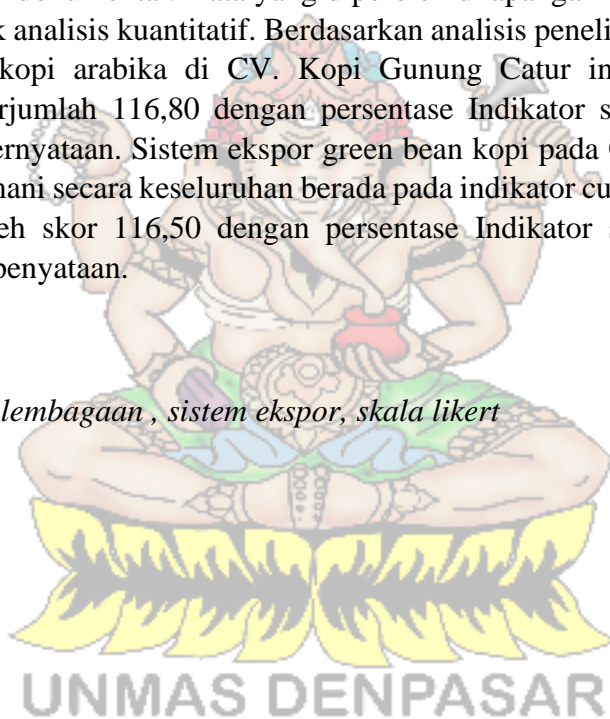 k analisis kuantitatif. Berdasarkan analisis peneli
kopi arabika di CV. Kopi Gunung Catur in
rjumlah 116,80 dengan persentase Indikator s
ernyataan. Sistem ekspor green bean kopi pada
nani secara keseluruhan berada pada indikator cu
eh skor 116,50 dengan persentase Indikator s
penyataan.
lembagaan , sistem ekspor, skala likert
UNMAS DENPASAR